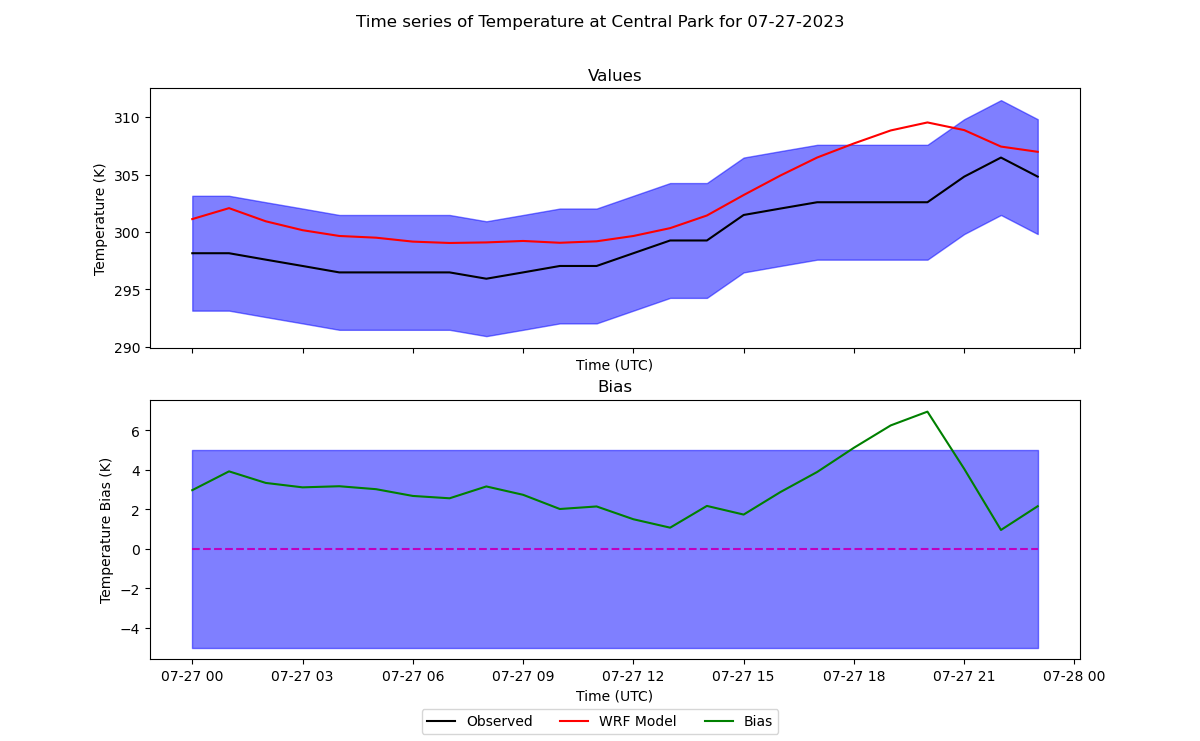 Time series of Temperature at Central Park for 07-27-2023
Values
Temperature (K)
310
305
300
295
290
Time (UTC)
Bias
Temperature Bias (K)
6
4
2
0
−2
−4
07-27 00 07-27 03 07-27 06 07-27 09 07-27 12 07-27 15 07-27 18 07-27 21 07-28 00
Time (UTC)
Observed WRF Model Bias